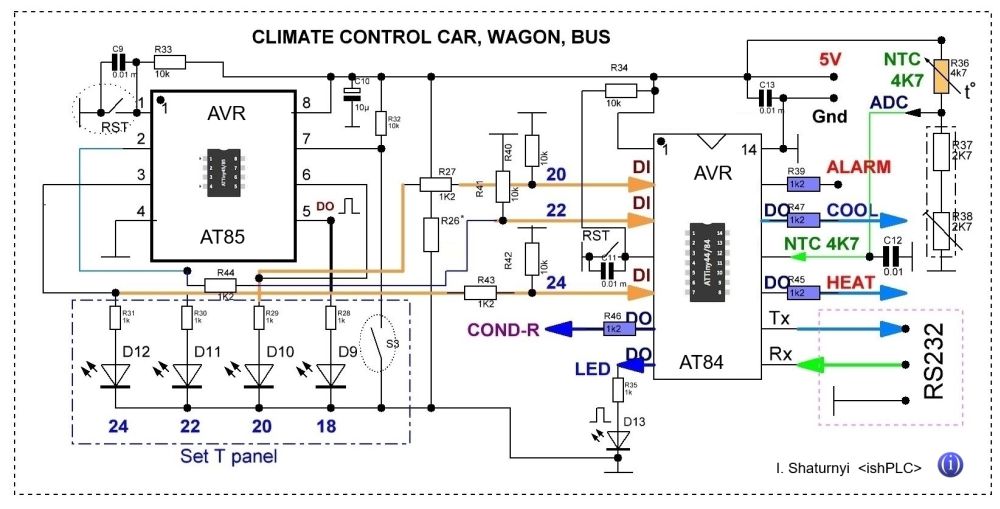 CLIMATE CONTROL CAR, WAGON, BUS
C9
0.01 m
R33
10k
RST
1
2
3
4
1
AVR
ATtiny45/85
AT85
8
7
6
5
DO
C10
10µ
R32
10k
R27
1K2
R26*
R40
10k
R41
10k
R42
10k
R43
1K2
R44
1K2
20
22
24
R34
10k
RST
C11
0.01 m
DI
DI
DI
1
AVR
14
ATTiny44/84
AT84
DO
DO
R46
1k2
COND-R
LED
R35
1k
D13
5V
C13
0.01 m
Gnd
NTC
4K7
R36
4k7
t°
ADC
R37
2K7
R38
2K7
R39
1k2
ALARM
DO
R47
1k2
COOL
NTC 4K7
C12
0.01
DO
R45
1k2
HEAT
Tx
Rx
RS232
R31
1k
R30
1k
R29
1k
R28
1k
S3
D12
D11
D10
D9
24
22
20
18
Set T panel
I. Shaturnyi <ishPLC>
i